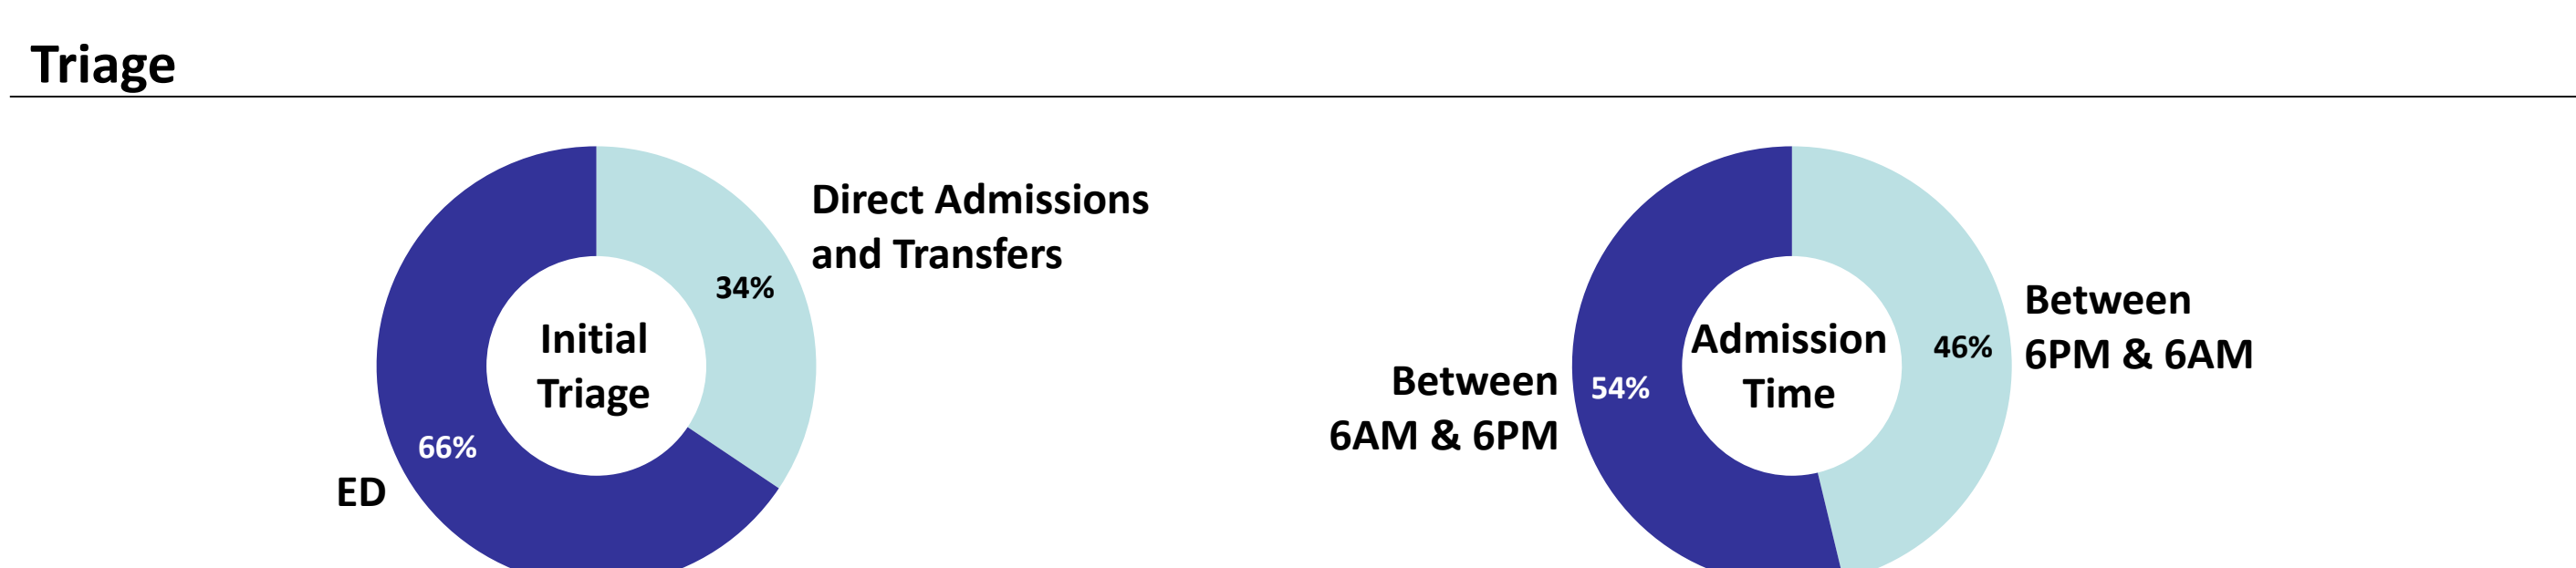 Triage
Direct Admissions
and Transfers
34%
Initial
Triage
66%
ED
Between
6PM & 6AM
46%
Admission
Time
Between
6AM & 6PM
54%